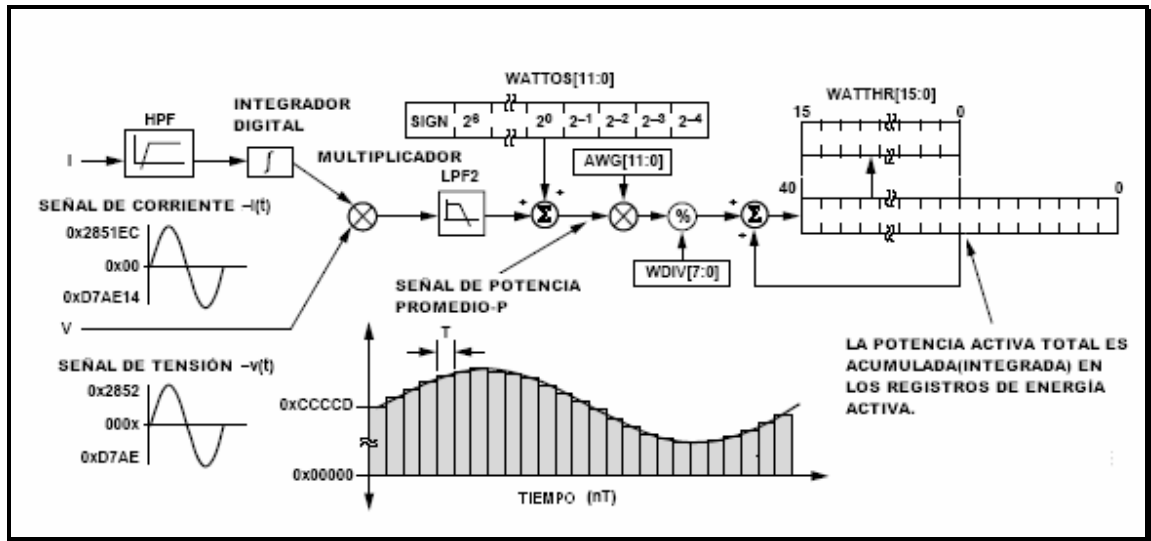 WATTOS[11:0]
SIGN 2⁶ 2⁰ 2⁻¹ 2⁻² 2⁻³ 2⁻⁴
WATTHR[15:0]
15 0
HPF
INTEGRADOR
DIGITAL
I
∫
MULTIPLICADOR
LPF2
AWG[11:0]
40 0
SEÑAL DE CORRIENTE –i(t)
0x2851EC
0x00
0xD7AE14
+ + Σ
%
+ + Σ
WDIV[7:0]
SEÑAL DE POTENCIA
PROMEDIO-P
V
T
LA POTENCIA ACTIVA TOTAL ES
ACUMULADA(INTEGRADA) EN
LOS REGISTROS DE ENERGÍA
ACTIVA.
SEÑAL DE TENSIÓN –v(t)
0x2852
000x
0xD7AE
0xCCCCD
0x00000
TIEMPO (nT)